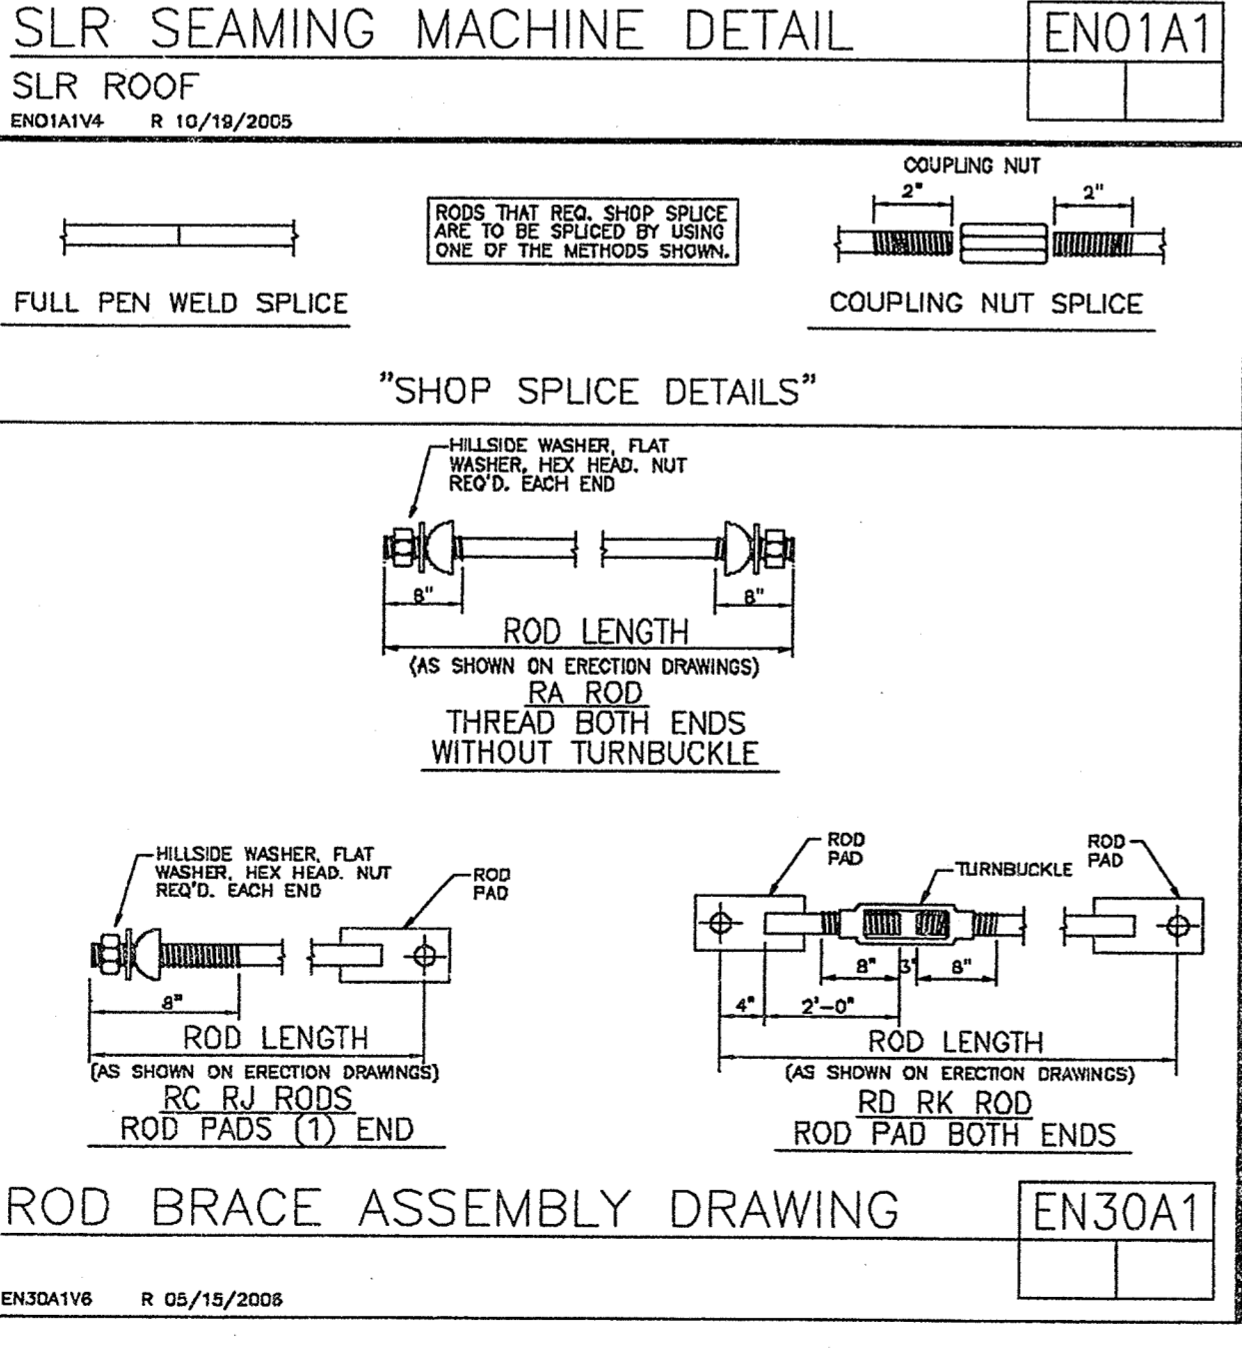 SLR SEAMING MACHINE DETAIL
EN01A1
SLR ROOF
EN01A1V4 R 10/19/2005
COUPLING NUT
2" 2"
RODS THAT REQ. SHOP SPLICE
ARE TO BE SPLICED BY USING
ONE OF THE METHODS SHOWN.
FULL PEN WELD SPLICE
COUPLING NUT SPLICE
"SHOP SPLICE DETAILS"
HILLSIDE WASHER, FLAT
WASHER, HEX HEAD. NUT
REQ'D. EACH END
8" 8"
ROD LENGTH
(AS SHOWN ON ERECTION DRAWINGS)
RA ROD
THREAD BOTH ENDS
WITHOUT TURNBUCKLE
HILLSIDE WASHER, FLAT
WASHER, HEX HEAD. NUT
REQ'D. EACH END
ROD
PAD
8"
ROD LENGTH
(AS SHOWN ON ERECTION DRAWINGS)
RC RJ RODS
ROD PADS (1) END
ROD
PAD
TURNBUCKLE
ROD
PAD
8" 3" 8"
4" 2'-0"
ROD LENGTH
(AS SHOWN ON ERECTION DRAWINGS)
RD RK ROD
ROD PAD BOTH ENDS
ROD BRACE ASSEMBLY DRAWING
EN30A1
EN30A1V6 R 05/15/2006